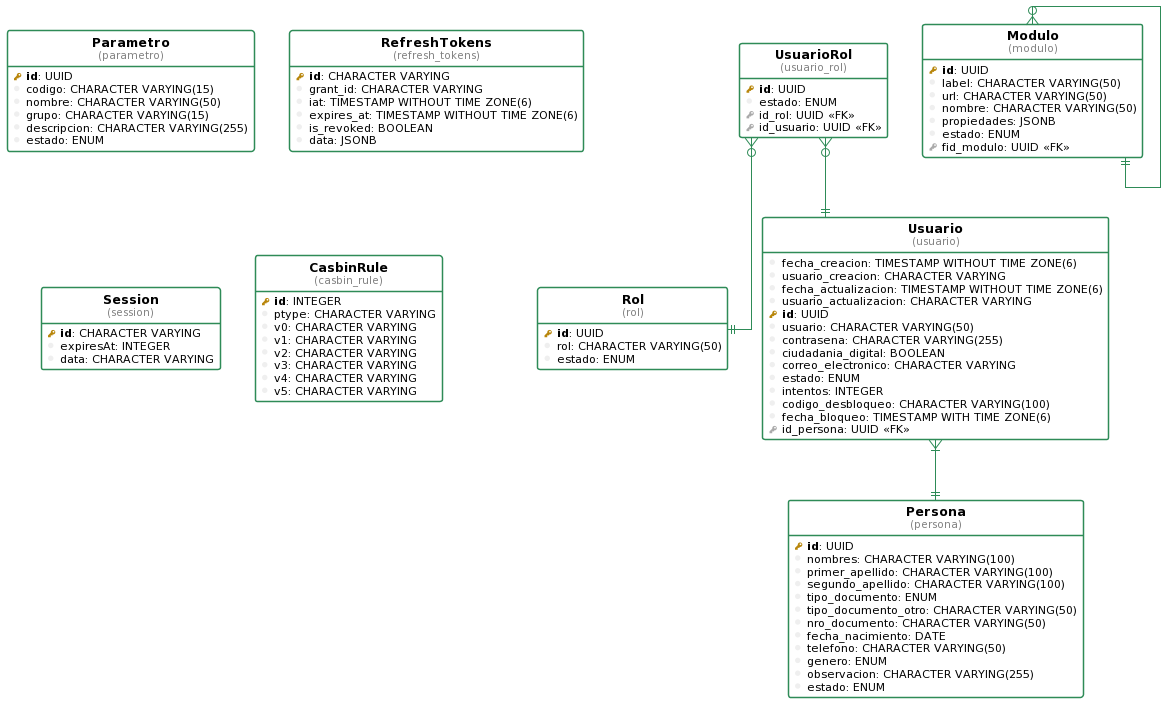 Parametro
(parametro)
id: UUID
codigo: CHARACTER VARYING(15)
nombre: CHARACTER VARYING(50)
grupo: CHARACTER VARYING(15)
descripcion: CHARACTER VARYING(255)
estado: ENUM
RefreshTokens
(refresh_tokens)
id: CHARACTER VARYING
grant_id: CHARACTER VARYING
iat: TIMESTAMP WITHOUT TIME ZONE(6)
expires_at: TIMESTAMP WITHOUT TIME ZONE(6)
is_revoked: BOOLEAN
data: JSONB
UsuarioRol
(usuario_rol)
id: UUID
estado: ENUM
id_rol: UUID «FK»
id_usuario: UUID «FK»
Modulo
(modulo)
id: UUID
label: CHARACTER VARYING(50)
url: CHARACTER VARYING(50)
nombre: CHARACTER VARYING(50)
propiedades: JSONB
estado: ENUM
fid_modulo: UUID «FK»
Session
(session)
id: CHARACTER VARYING
expiresAt: INTEGER
data: CHARACTER VARYING
CasbinRule
(casbin_rule)
id: INTEGER
ptype: CHARACTER VARYING
v0: CHARACTER VARYING
v1: CHARACTER VARYING
v2: CHARACTER VARYING
v3: CHARACTER VARYING
v4: CHARACTER VARYING
v5: CHARACTER VARYING
Rol
(rol)
id: UUID
rol: CHARACTER VARYING(50)
estado: ENUM
Usuario
(usuario)
fecha_creacion: TIMESTAMP WITHOUT TIME ZONE(6)
usuario_creacion: CHARACTER VARYING
fecha_actualizacion: TIMESTAMP WITHOUT TIME ZONE(6)
usuario_actualizacion: CHARACTER VARYING
id: UUID
usuario: CHARACTER VARYING(50)
contrasena: CHARACTER VARYING(255)
ciudadania_digital: BOOLEAN
correo_electronico: CHARACTER VARYING
estado: ENUM
intentos: INTEGER
codigo_desbloqueo: CHARACTER VARYING(100)
fecha_bloqueo: TIMESTAMP WITH TIME ZONE(6)
id_persona: UUID «FK»
Persona
(persona)
id: UUID
nombres: CHARACTER VARYING(100)
primer_apellido: CHARACTER VARYING(100)
segundo_apellido: CHARACTER VARYING(100)
tipo_documento: ENUM
tipo_documento_otro: CHARACTER VARYING(50)
nro_documento: CHARACTER VARYING(50)
fecha_nacimiento: DATE
telefono: CHARACTER VARYING(50)
genero: ENUM
observacion: CHARACTER VARYING(255)
estado: ENUM